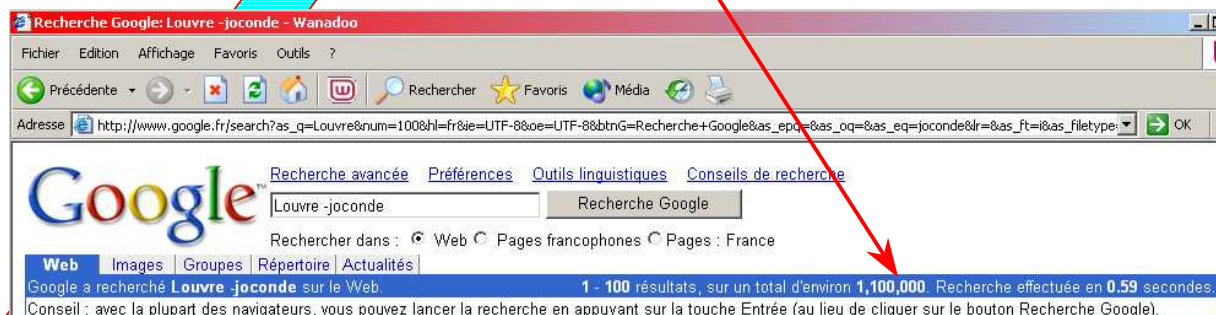 Recherche Google: Louvre -joconde - Wanadoo
Fichier Edition Affichage Favoris Outils ?
Précédente Rechercher Favoris Média
Adresse http://www.google.fr/search?as_q=Louvre&num=100&hl=fr&ie=UTF-8&oe=UTF-8&btnG=Recherche+Google&as_epq=&as_oq=&as_eq=joconde&lr=&as_ft=i&as_filetype= OK
Google™ Recherche avancée Préférences Outils linguistiques Conseils de recherche
Louvre -joconde Recherche Google
Rechercher dans : Web Pages francophones Pages : France
Web Images Groupes Répertoire Actualités
Google a recherché Louvre -joconde sur le Web. 1 - 100 résultats, sur un total d'environ 1,100,000. Recherche effectuée en 0.59 secondes.
Conseil : avec la plupart des navigateurs, vous pouvez lancer la recherche en appuyant sur la touche Entrée (au lieu de cliquer sur le bouton Recherche Google).